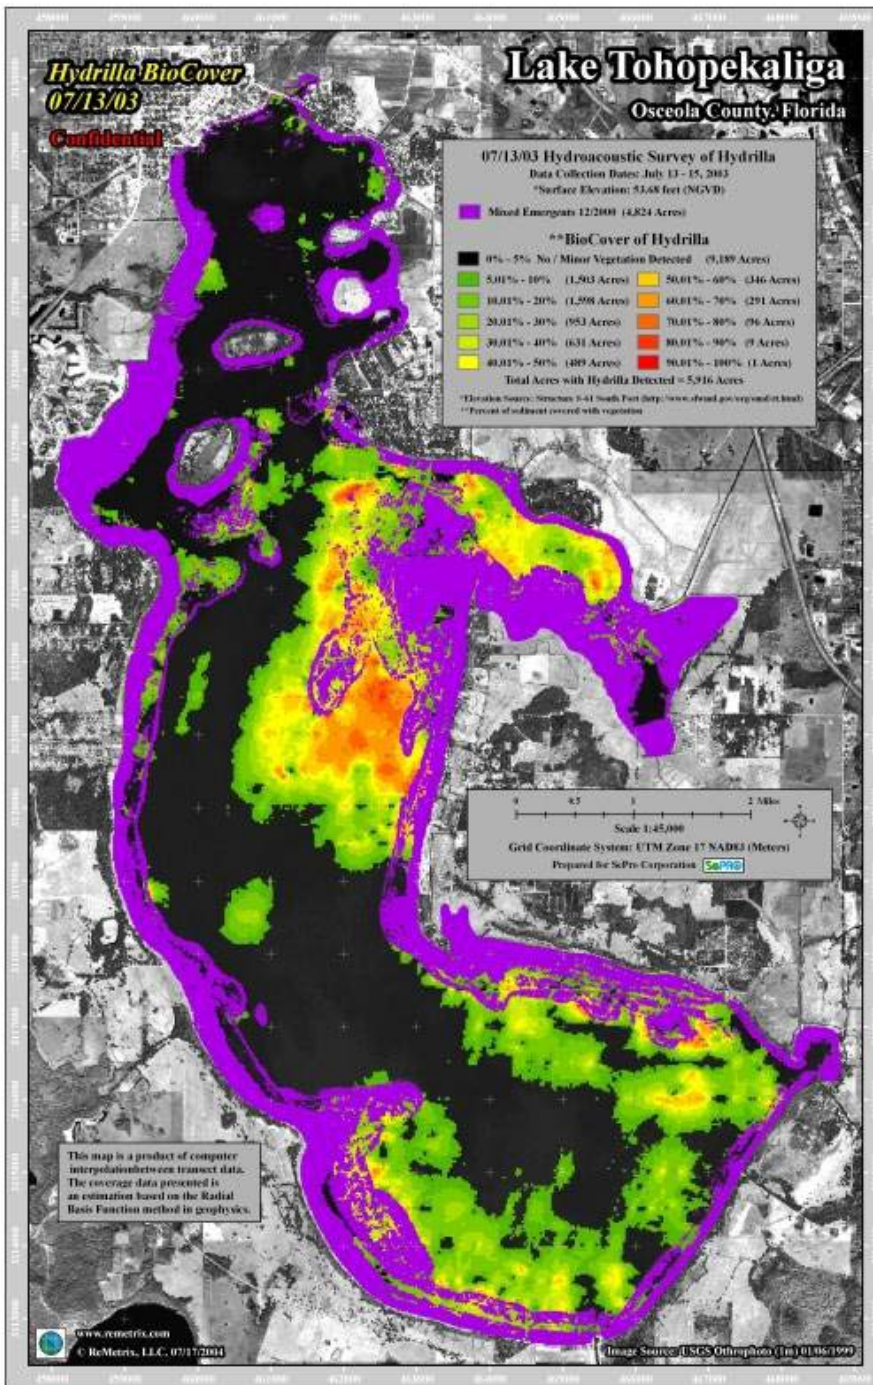 Hydrilla BioCover
07/13/03
Confidential
Lake Tohopekaliga
Osceola County, Florida
07/13/03 Hydroacoustic Survey of Hydrilla
Data Collection Dates: July 13 - 15, 2003
*Surface Elevation: 53.68 feet (NGVD)
Mixed Emergents 12/2000 (4,824 Acres)
**BioCover of Hydrilla
0% - 5% No / Minor Vegetation Detected (9,189 Acres)
5.01% - 10% (1,503 Acres) 50.01% - 60% (346 Acres)
10.01% - 20% (1,598 Acres) 60.01% - 70% (291 Acres)
20.01% - 30% (953 Acres) 70.01% - 80% (96 Acres)
30.01% - 40% (631 Acres) 80.01% - 90% (9 Acres)
40.01% - 50% (489 Acres) 90.01% - 100% (1 Acres)
Total Acres with Hydrilla Detected = 5,916 Acres
*Elevation Source: Structure S-61 South Port
**Percent of sediment covered with vegetation
0 0.5 1 2 Miles
Scale 1:45,000
Grid Coordinate System: UTM Zone 17 NAD83 (Meters)
Prepared for SePro Corporation SePRO
This map is a product of computer
interpolationbetween transect data.
The coverage data presented is
an estimation based on the Radial
Basis Function method in geophysics.
www.remetrix.com
© ReMetrix, LLC. 07/17/2004
Image Source: USGS Othrophoto (1m) 01/06/1999